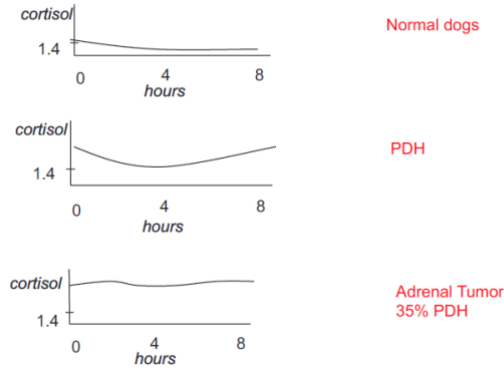 cortisol
Normal dogs
1.4
0 4 8
hours
cortisol
PDH
1.4
0 4 8
hours
cortisol
Adrenal Tumor
35% PDH
1.4
0 4 8
hours